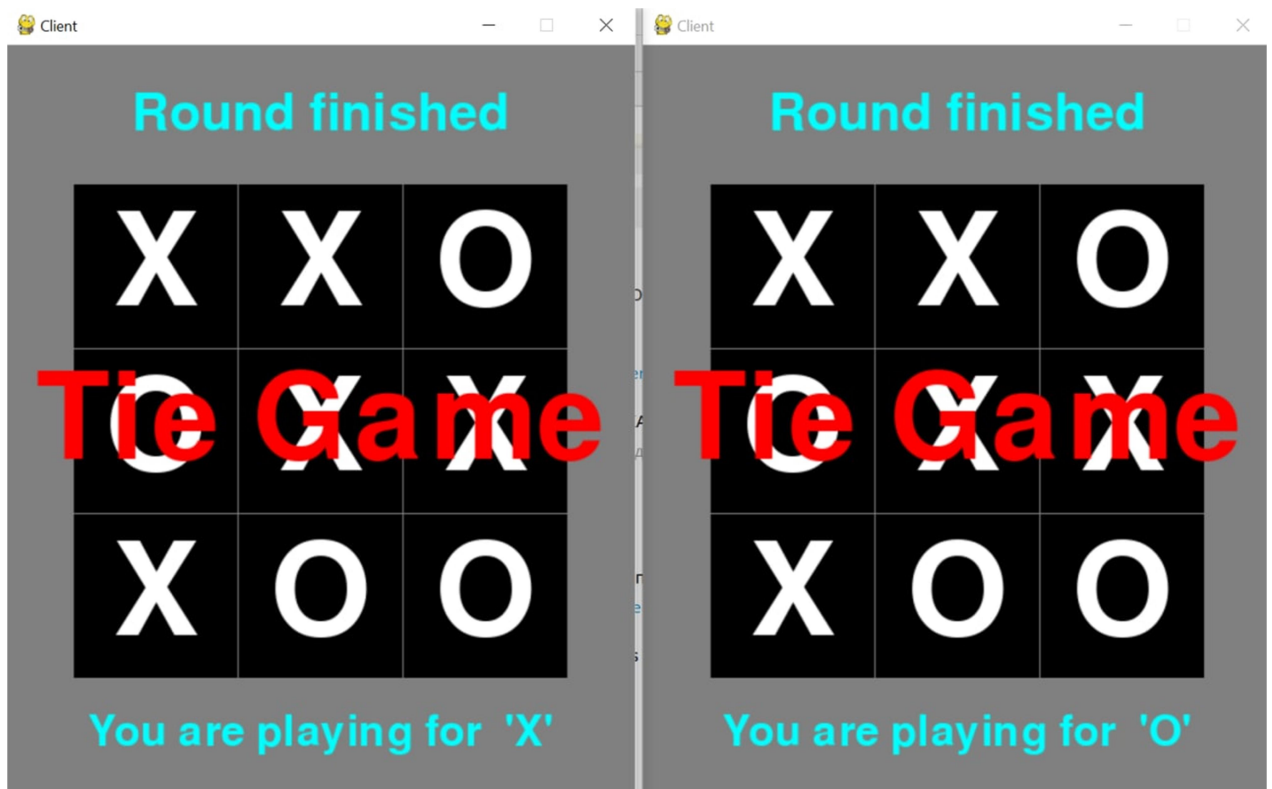 Client
Round finished
X X O
O X X
X O O
Tie Game
You are playing for 'X'
Client
Round finished
X X O
O X X
X O O
Tie Game
You are playing for 'O'